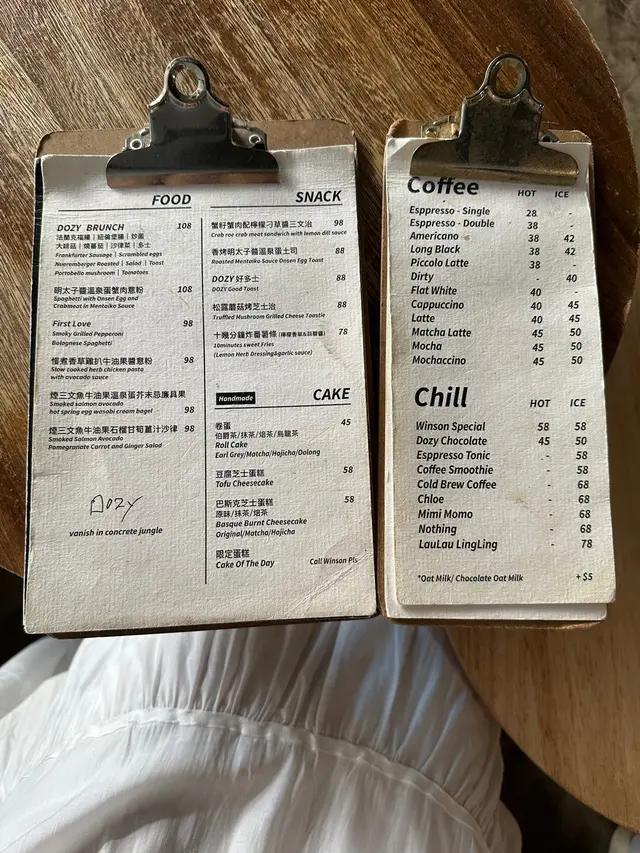 FOOD
DOZY BRUNCH 108
法蘭克福腸｜紐倫堡腸｜炒蛋
大啡菇｜燒蕃茄｜沙律菜｜多士
Frankfurter Sausage｜Scrambled eggs
Nueremberger Roasted｜Salad｜Toast
Portobello mushroom｜Tomatoes
明太子醬溫泉蛋蟹肉意粉 108
Spaghetti with Onsen Egg and
Crabmeat in Mentaiko Sauce
First Love 98
Smoky Grilled Pepperoni
Bolognese Spaghetti
慢煮香草雞扒牛油果醬意粉 98
Slow cooked herb chicken pasta
with avocado sauce
煙三文魚牛油果溫泉蛋芥末忌廉貝果
Smoked salmon avocado
hot spring egg wasabi cream bagel 98
煙三文魚牛油果石榴甘筍薑汁沙律 98
Smoked Salmon Avocado
Pomegranate Carrot and Ginger Salad
DOZY
vanish in concrete jungle
SNACK
蟹籽蟹肉配檸檬刁草醬三文治 98
Crab roe crab meat sandwich with lemon dill sauce
香烤明太子醬溫泉蛋土司 88
Roasted Mentaiko Sauce Onsen Egg Toast
DOZY 好多士 88
DOZY Good Toast
松露蘑菇烤芝士治 88
Truffled Mushroom Grilled Cheese Toastie
十幾分鐘炸番薯條 78
10minutes sweet Fries
(Lemon Herb Dressing&garlic sauce)
Handmade CAKE
卷蛋 45
伯爵茶/抹茶/焙茶/烏龍茶
Roll Cake
Earl Grey/Matcha/Hojicha/Oolong
豆腐芝士蛋糕 58
Tofu Cheesecake
巴斯克芝士蛋糕 58
原味/抹茶/焙茶
Basque Burnt Cheesecake
Original/Matcha/Hojicha
限定蛋糕
Cake Of The Day Call Winson Pls
Coffee HOT ICE
Esppresso - Single 28 -
Esppresso - Double 38 -
Americano 38 42
Long Black 38 42
Piccolo Latte 38 -
Dirty - 40
Flat White 40 -
Cappuccino 40 45
Latte 40 45
Matcha Latte 45 50
Mocha 45 50
Mochaccino 45 50
Chill HOT ICE
Winson Special 58 58
Dozy Chocolate 45 50
Esppresso Tonic - 58
Coffee Smoothie - 58
Cold Brew Coffee - 68
Chloe - 68
Mimi Momo - 68
Nothing - 68
LauLau LingLing - 78
*Oat Milk/ Chocolate Oat Milk + $5